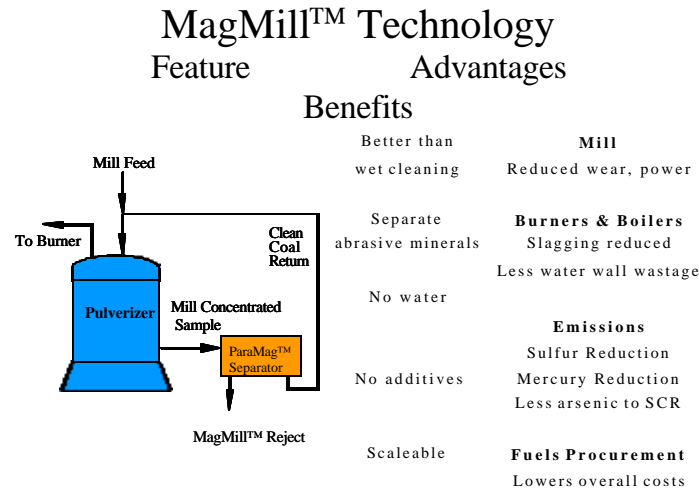 MagMill™ Technology
Feature Advantages
Benefits
Mill Feed
To Burner
Clean
Coal
Return
Pulverizer
Mill Concentrated
Sample
ParaMag™
Separator
MagMill™ Reject
Better than
wet cleaning
Separate
abrasive minerals
No water
No additives
Scaleable
Mill
Reduced wear, power
Burners & Boilers
Slagging reduced
Less water wall wastage
Emissions
Sulfur Reduction
Mercury Reduction
Less arsenic to SCR
Fuels Procurement
Lowers overall costs